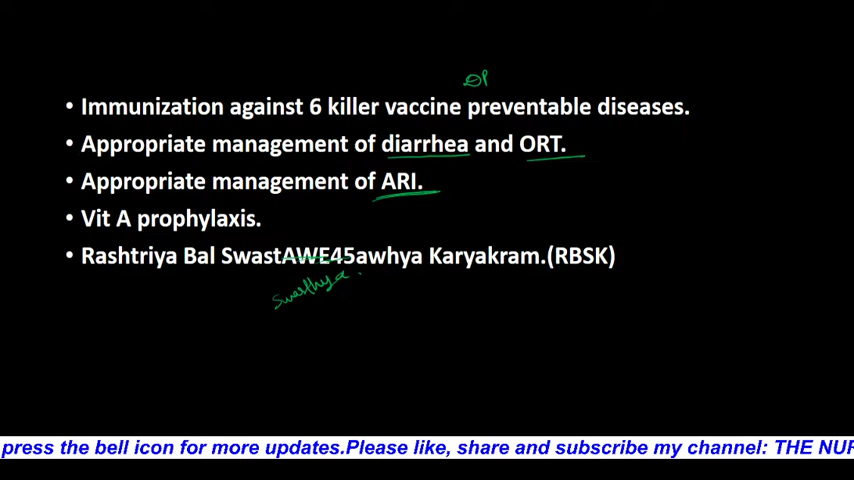 OP
• Immunization against 6 killer vaccine preventable diseases.
• Appropriate management of diarrhea and ORT.
• Appropriate management of ARI.
• Vit A prophylaxis.
• Rashtriya Bal SwastAWE45awhya Karyakram.(RBSK)
Swasthya
press the bell icon for more updates.Please like, share and subscribe my channel: THE NUR